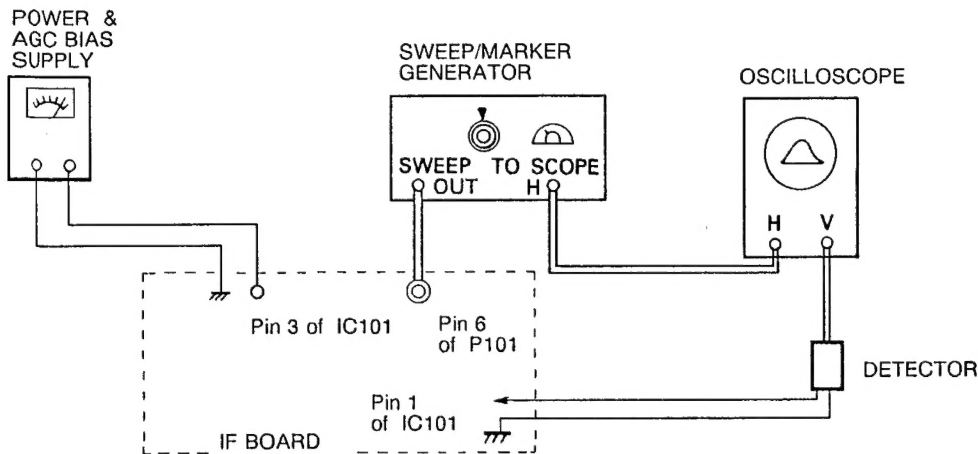 POWER &
AGC BIAS
SUPPLY
SWEEP/MARKER
GENERATOR
OSCILLOSCOPE
SWEEP TO SCOPE
OUT H
H V
Pin 3 of IC101
Pin 6
of P101
DETECTOR
Pin 1
of IC101
IF BOARD